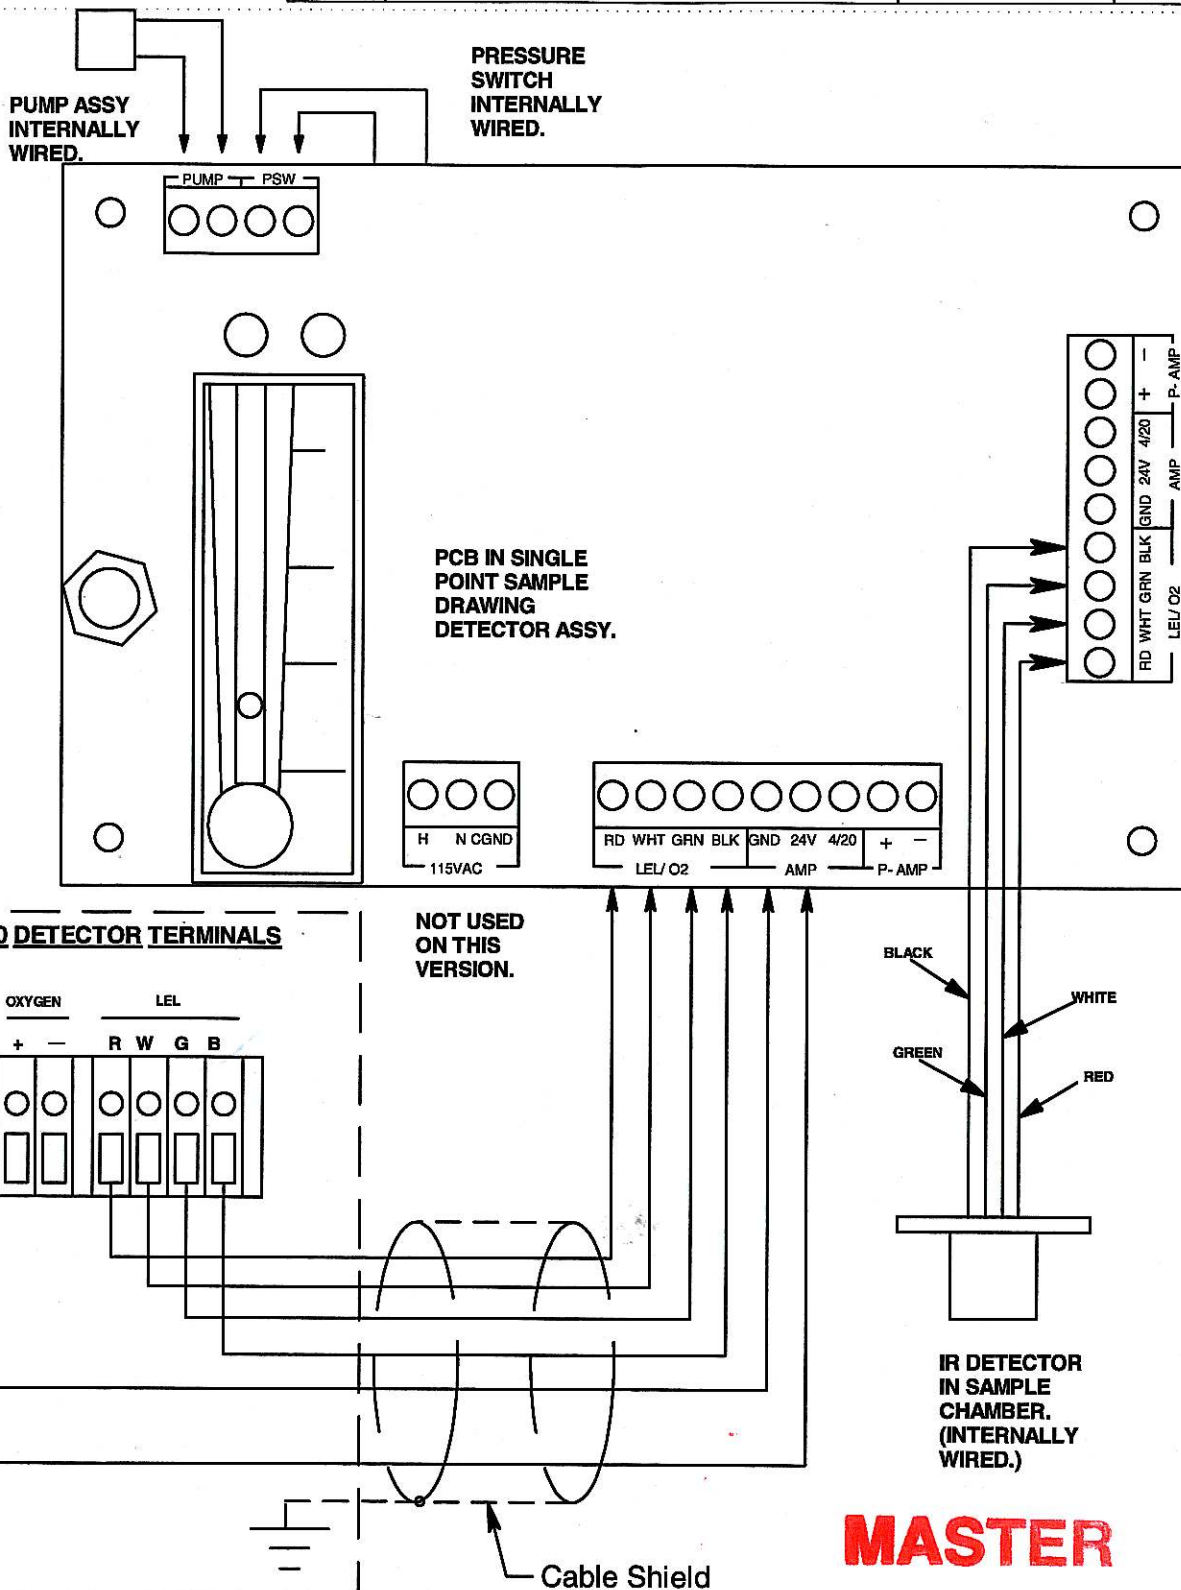 PUMP ASSY
INTERNALLY
WIRED.
PRESSURE
SWITCH
INTERNALLY
WIRED.
PUMP PSW
- + 4/20 24V GND BLK GRN WHT RD
P- AMP
AMP
LEL/ O2
PCB IN SINGLE
POINT SAMPLE
DRAWING
DETECTOR ASSY.
H N CGND
115VAC
RD WHT GRN BLK GND 24V 4/20 + -
LEL/ O2 AMP P- AMP
NOT USED
ON THIS
VERSION.
DETECTOR TERMINALS
OXYGEN LEL
+ - R W G B
BLACK
WHITE
GREEN
RED
IR DETECTOR
IN SAMPLE
CHAMBER.
(INTERNALLY
WIRED.)
MASTER
Cable Shield